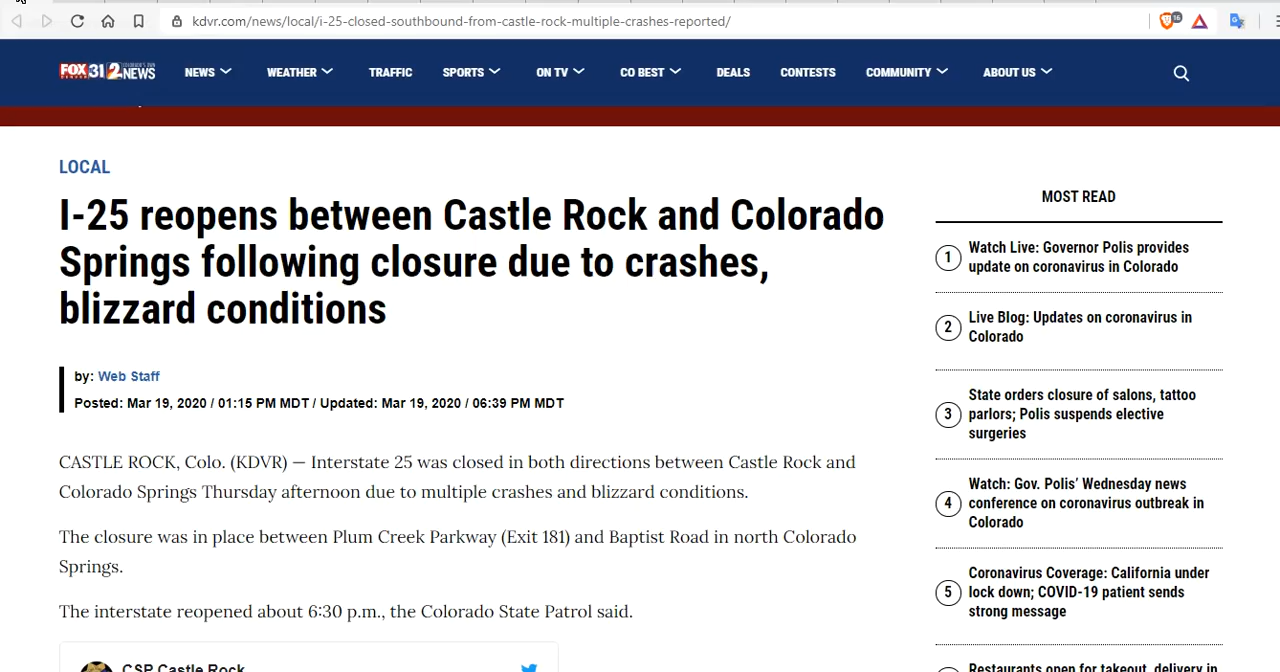 kdvr.com/news/local/i-25-closed-southbound-from-castle-rock-multiple-crashes-reported/
16
FOX 31 2 NEWS
NEWS
WEATHER
TRAFFIC
SPORTS
ON TV
CO BEST
DEALS
CONTESTS
COMMUNITY
ABOUT US
LOCAL
I-25 reopens between Castle Rock and Colorado
Springs following closure due to crashes,
blizzard conditions
by: Web Staff
Posted: Mar 19, 2020 / 01:15 PM MDT / Updated: Mar 19, 2020 / 06:39 PM MDT
CASTLE ROCK, Colo. (KDVR) — Interstate 25 was closed in both directions between Castle Rock and
Colorado Springs Thursday afternoon due to multiple crashes and blizzard conditions.
The closure was in place between Plum Creek Parkway (Exit 181) and Baptist Road in north Colorado
Springs.
The interstate reopened about 6:30 p.m., the Colorado State Patrol said.
CSP Castle Rock
MOST READ
1
Watch Live: Governor Polis provides
update on coronavirus in Colorado
2
Live Blog: Updates on coronavirus in
Colorado
3
State orders closure of salons, tattoo
parlors; Polis suspends elective
surgeries
4
Watch: Gov. Polis' Wednesday news
conference on coronavirus outbreak in
Colorado
5
Coronavirus Coverage: California under
lock down; COVID-19 patient sends
strong message
Restaurants open for takeout, delivery in